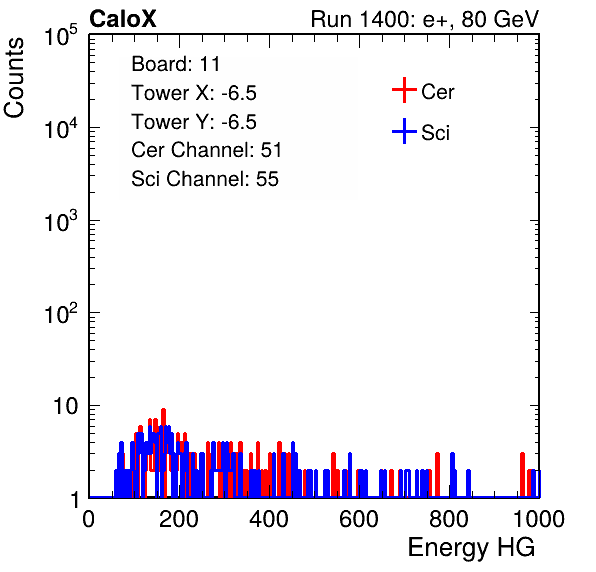 CaloX Run 1400: e+, 80 GeV
Counts
Board: 11
Tower X: -6.5
Tower Y: -6.5
Cer Channel: 51
Sci Channel: 55
Cer
Sci
10^5
10^4
10^3
10^2
10
1
0 200 400 600 800 1000
Energy HG